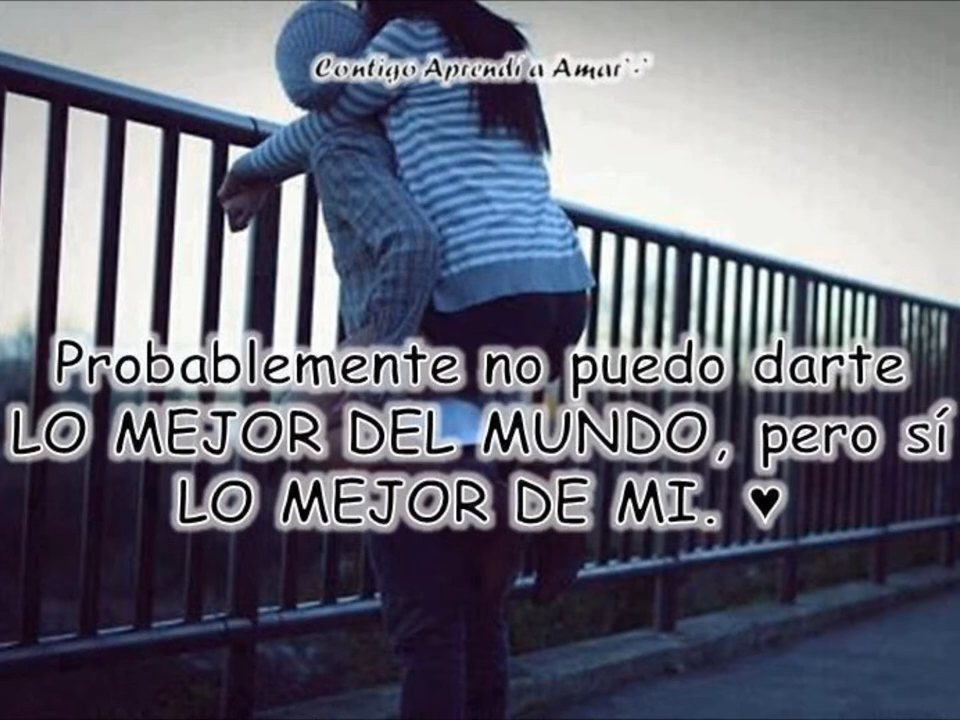 Contigo Aprendí a Amar`·´
Probablemente no puedo darte
LO MEJOR DEL MUNDO, pero sí
LO MEJOR DE MI. ♥